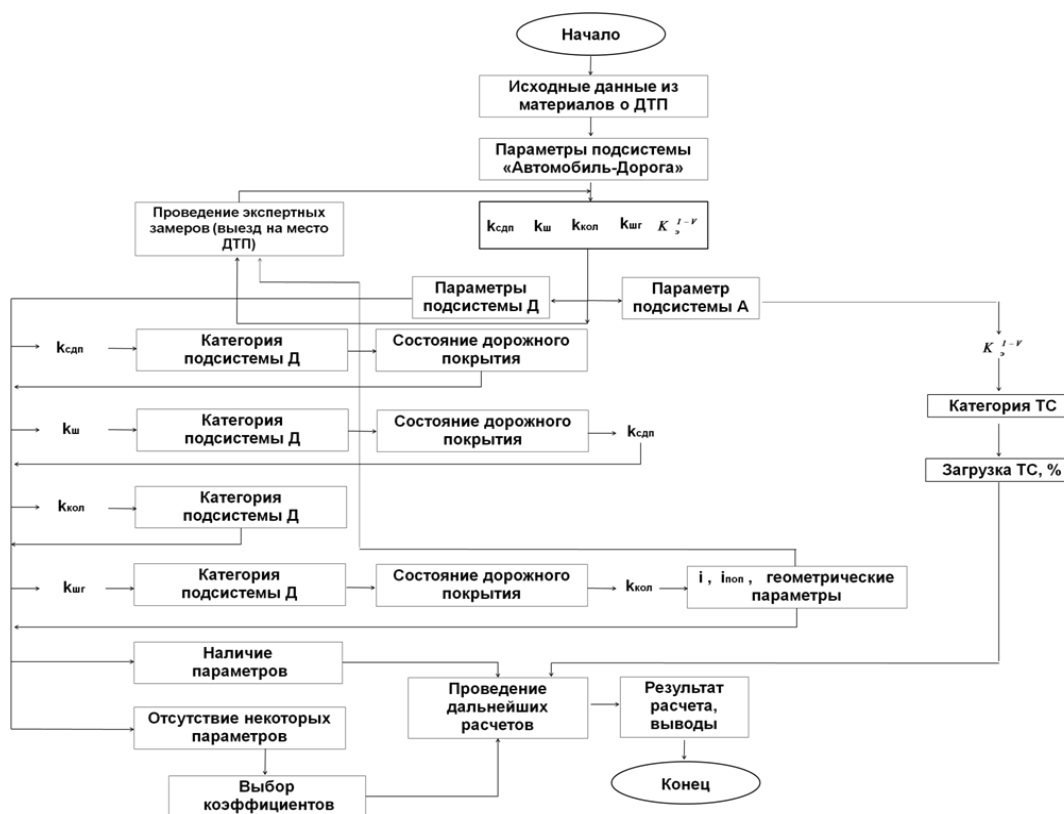 Начало
Исходные данные из
материалов о ДТП
Параметры подсистемы
«Автомобиль-Дорога»
Проведение экспертных
замеров (выезд на место
ДТП)
kсдп kш kкол kшг K э I – V
Параметры
подсистемы Д
Параметр
подсистемы А
kсдп
Категория
подсистемы Д
Состояние дорожного
покрытия
K э I – V
Категория ТС
kш
Категория
подсистемы Д
Состояние дорожного
покрытия
kсдп
Загрузка ТС, %
kкол
Категория
подсистемы Д
kшг
Категория
подсистемы Д
Состояние дорожного
покрытия
kкол
i , iпоп , геометрические
параметры
Наличие
параметров
Проведение
дальнейших
расчетов
Результат
расчета,
выводы
Отсутствие некоторых
параметров
Выбор
коэффициентов
Конец